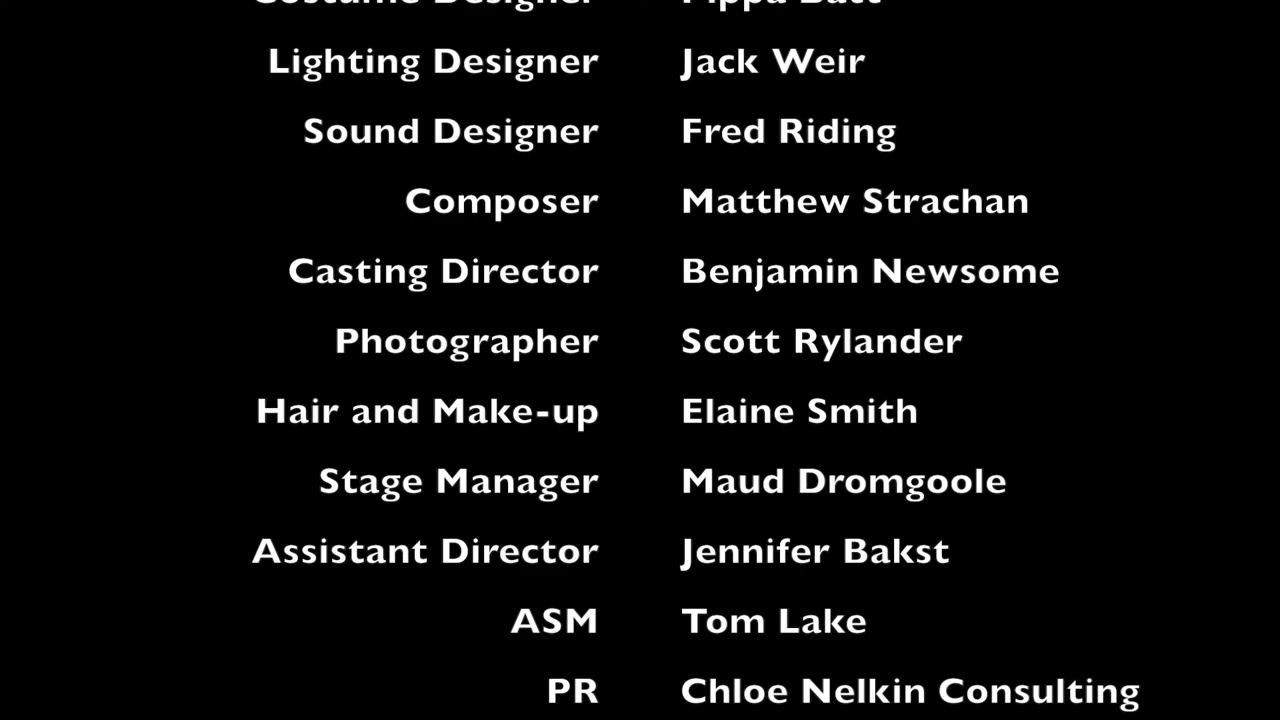 Costume Designer Pippa Batt
Lighting Designer Jack Weir
Sound Designer Fred Riding
Composer Matthew Strachan
Casting Director Benjamin Newsome
Photographer Scott Rylander
Hair and Make-up Elaine Smith
Stage Manager Maud Dromgoole
Assistant Director Jennifer Bakst
ASM Tom Lake
PR Chloe Nelkin Consulting